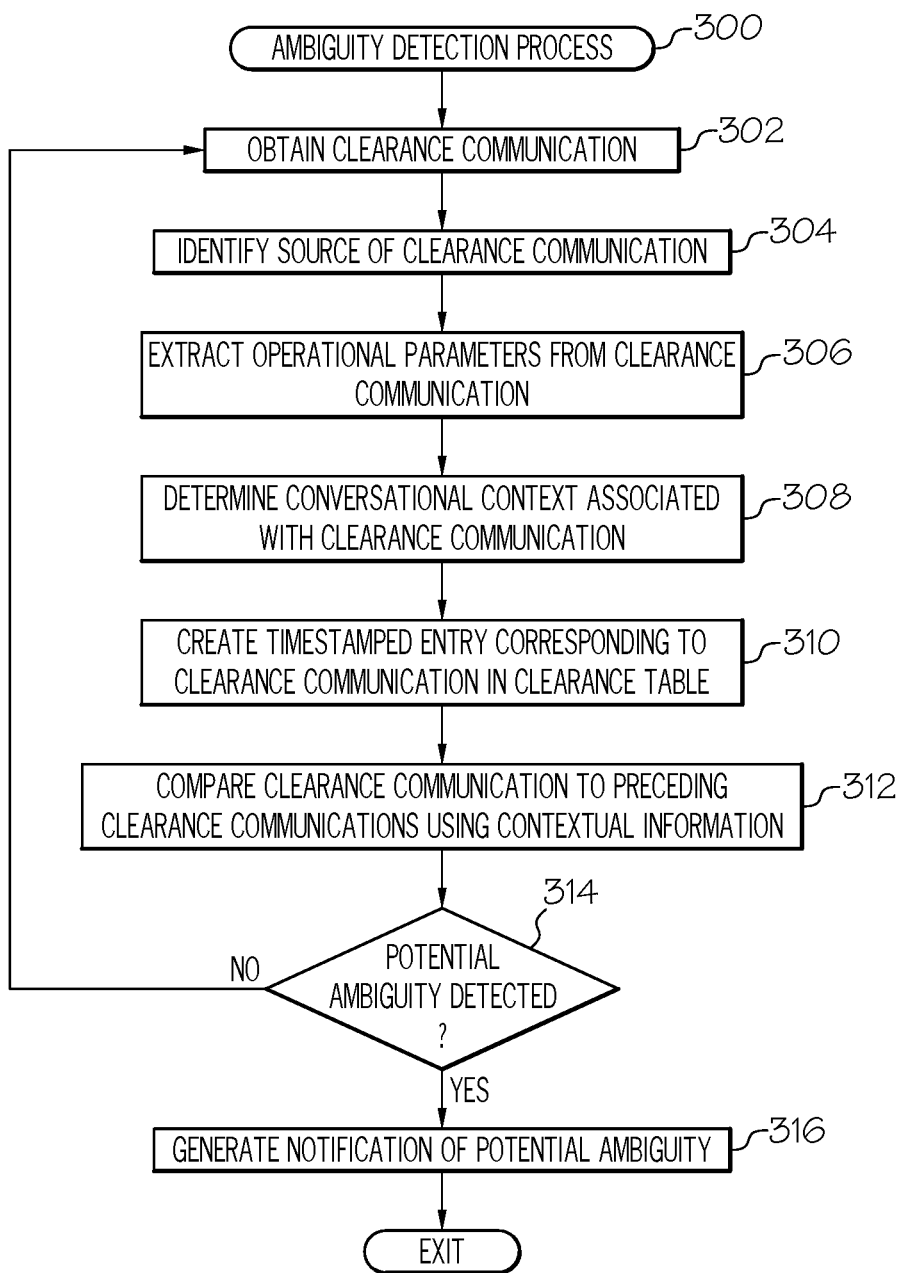 AMBIGUITY DETECTION PROCESS
300
OBTAIN CLEARANCE COMMUNICATION
302
IDENTIFY SOURCE OF CLEARANCE COMMUNICATION
304
EXTRACT OPERATIONAL PARAMETERS FROM CLEARANCE
COMMUNICATION
306
DETERMINE CONVERSATIONAL CONTEXT ASSOCIATED
WITH CLEARANCE COMMUNICATION
308
CREATE TIMESTAMPED ENTRY CORRESPONDING TO
CLEARANCE COMMUNICATION IN CLEARANCE TABLE
310
COMPARE CLEARANCE COMMUNICATION TO PRECEDING
CLEARANCE COMMUNICATIONS USING CONTEXTUAL INFORMATION
312
314
POTENTIAL
AMBIGUITY DETECTED
?
NO
YES
GENERATE NOTIFICATION OF POTENTIAL AMBIGUITY
316
EXIT